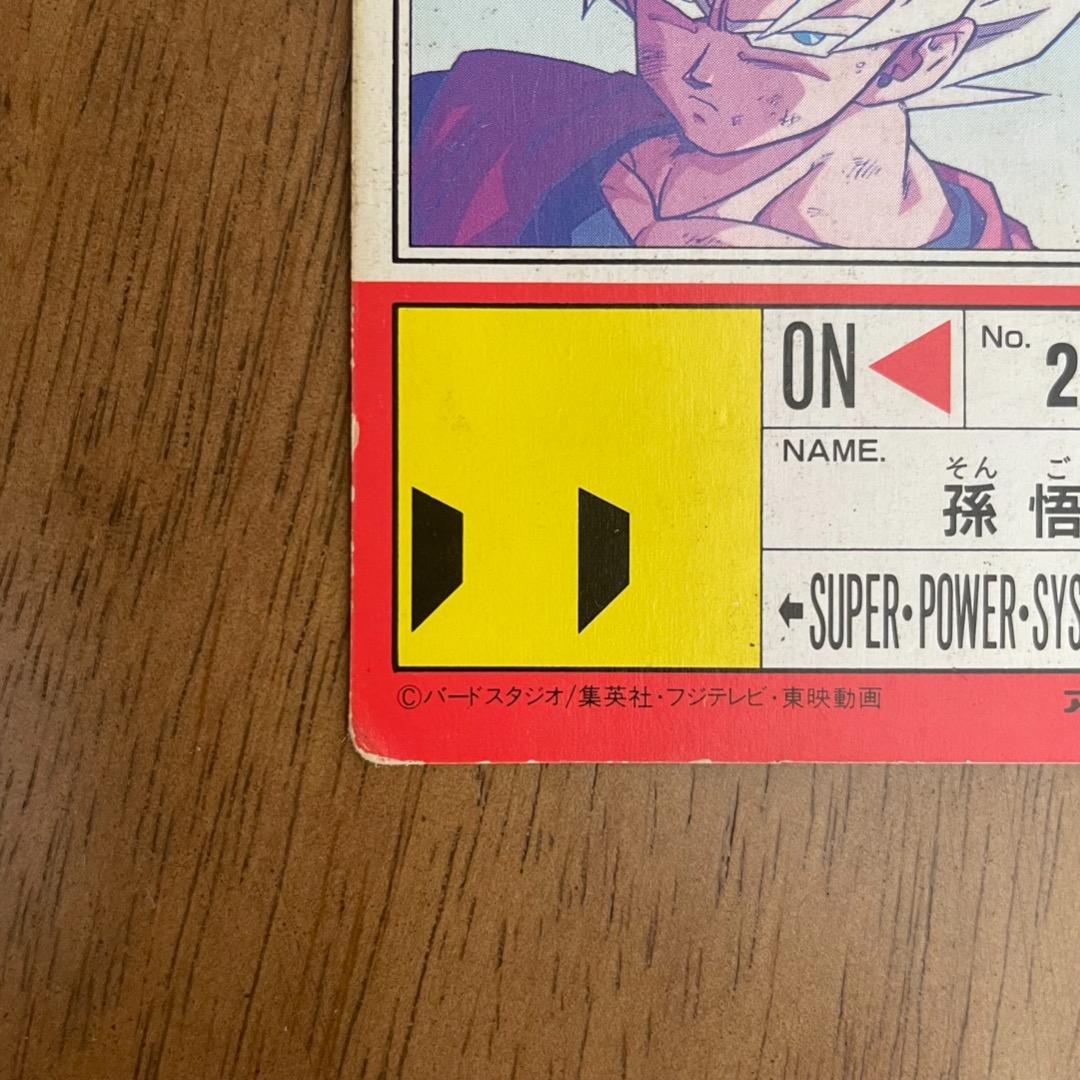 ON
No. 2
NAME.
そん ご
孫 悟
←SUPER・POWER・SYS
©バードスタジオ/集英社・フジテレビ・東映動画 ア